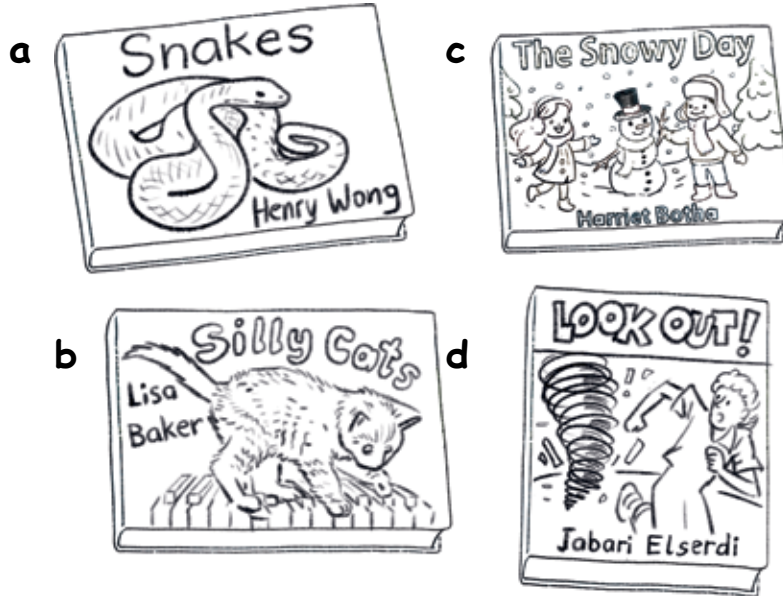 a
Snakes
Henry Wong
b
Silly Cats
Lisa
Baker
c
The Snowy Day
Harriet Botha
d
LOOK OUT!
Jabari Elserdi